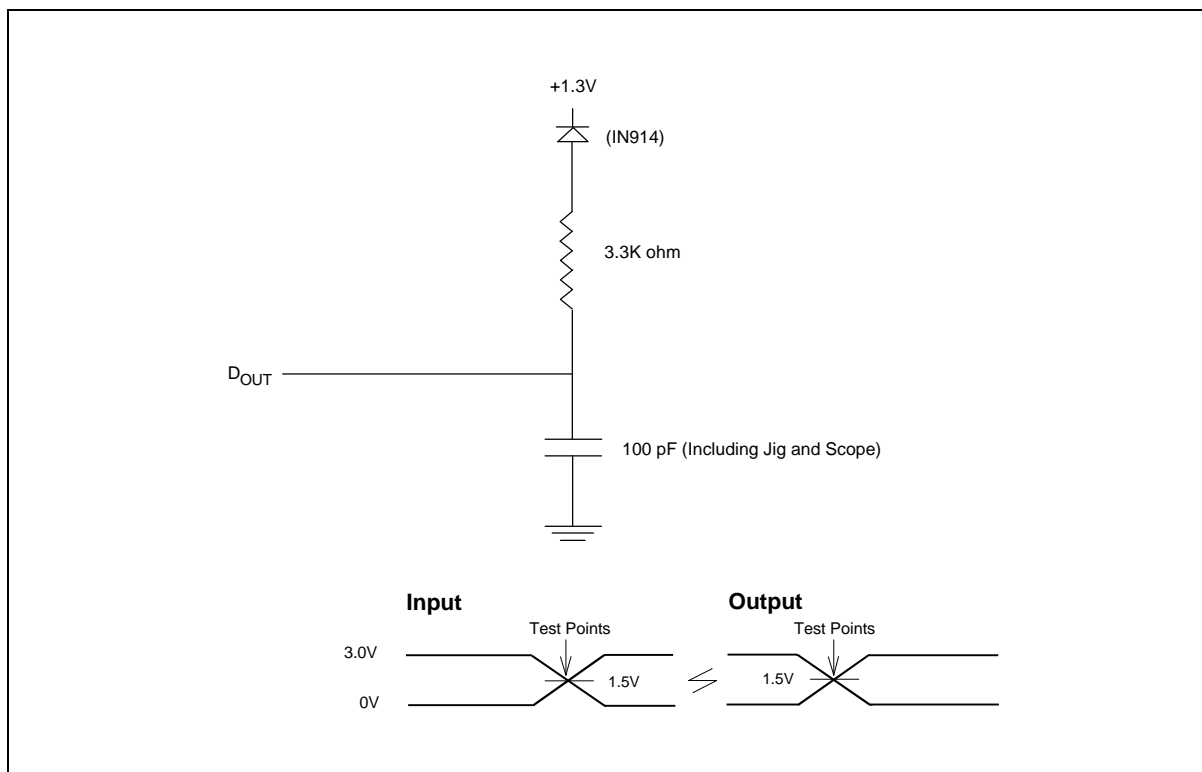 +1.3V
(IN914)
3.3K ohm
DOUT
100 pF (Including Jig and Scope)
Input
Output
Test Points
Test Points
3.0V
1.5V
1.5V
0V